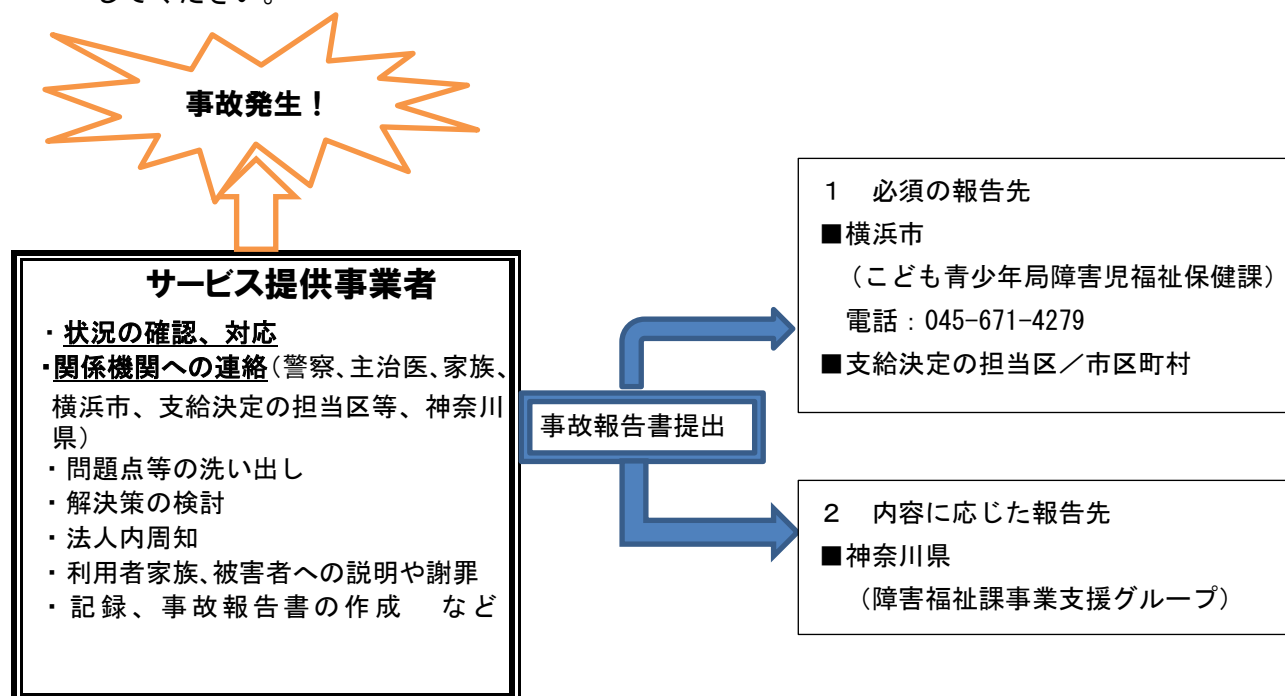 してください。
事故発生！
サービス提供事業者
・状況の確認、対応
・関係機関への連絡（警察、主治医、家族、
横浜市、支給決定の担当区等、神奈川
県）
・問題点等の洗い出し
・解決策の検討
・法人内周知
・利用者家族、被害者への説明や謝罪
・記録、事故報告書の作成　など
事故報告書提出
１　必須の報告先
■横浜市
（こども青少年局障害児福祉保健課）
電話：045-671-4279
■支給決定の担当区／市区町村
２　内容に応じた報告先
■神奈川県
（障害福祉課事業支援グループ）